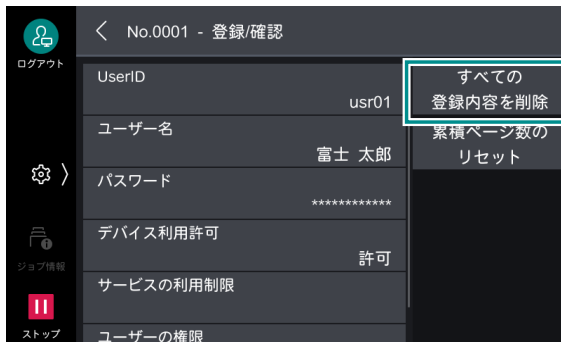 ログアウト
No.0001 - 登録/確認
UserID
usr01
ユーザー名
富士 太郎
パスワード
************
デバイス利用許可
許可
サービスの利用制限
ユーザーの権限
すべての
登録内容を削除
累積ページ数の
リセット
ジョブ情報
ストップ